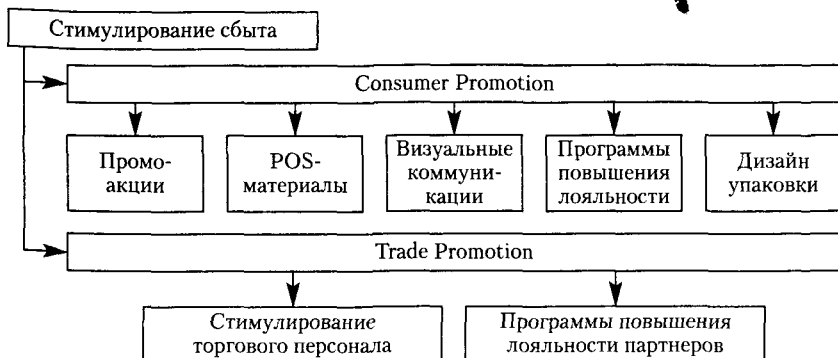 Стимулирование сбыта
Consumer Promotion
Промо-
акции
POS-
материалы
Визуальные
коммуни-
кации
Программы
повышения
лояльности
Дизайн
упаковки
Trade Promotion
Стимулирование
торгового персонала
Программы повышения
лояльности партнеров